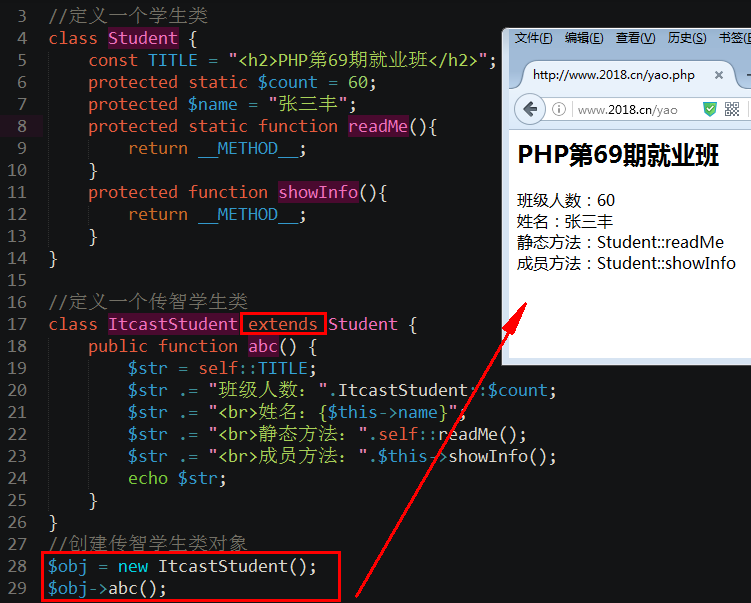 3 //定义一个学生类
4 class Student {
5 const TITLE = "<h2>PHP第69期就业班</h2>";
6 protected static $count = 60;
7 protected $name = "张三丰";
8 protected static function readMe(){
9 return __METHOD__;
10 }
11 protected function showInfo(){
12 return __METHOD__;
13 }
14 }
15
16 //定义一个传智学生类
17 class ItcastStudent extends Student {
18 public function abc() {
19 $str = self::TITLE;
20 $str .= "班级人数：".ItcastStudent::$count;
21 $str .= "<br>姓名：{$this->name}";
22 $str .= "<br>静态方法：".self::readMe();
23 $str .= "<br>成员方法：".$this->showInfo();
24 echo $str;
25 }
26 }
27 //创建传智学生类对象
28 $obj = new ItcastStudent();
29 $obj->abc();
文件(F) 编辑(E) 查看(V) 历史(S) 书签(
http://www.2018.cn/yao.php ×
www.2018.cn/yao
PHP第69期就业班
班级人数：60
姓名：张三丰
静态方法：Student::readMe
成员方法：Student::showInfo